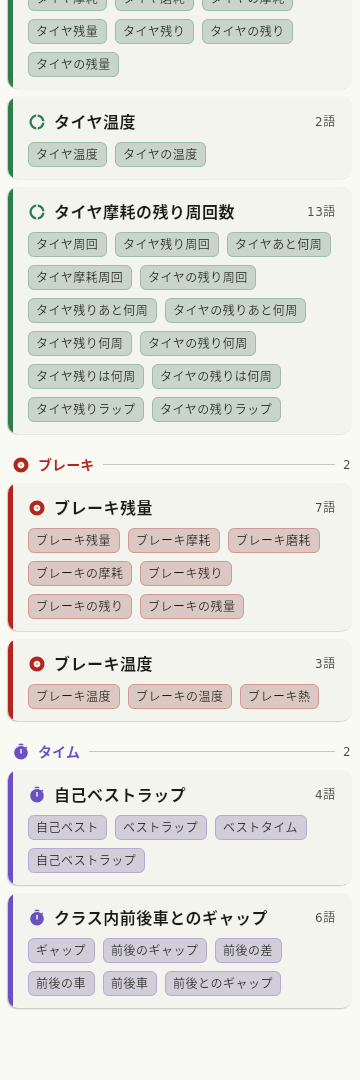 タイヤ残量 タイヤ残り タイヤの残り
タイヤの残量
タイヤ温度 2語
タイヤ温度 タイヤの温度
タイヤ摩耗の残り周回数 13語
タイヤ周回 タイヤ残り周回 タイヤあと何周
タイヤ摩耗周回 タイヤの残り周回
タイヤ残りあと何周 タイヤの残りあと何周
タイヤ残り何周 タイヤの残り何周
タイヤ残りは何周 タイヤの残りは何周
タイヤ残りラップ タイヤの残りラップ
ブレーキ 2
ブレーキ残量 7語
ブレーキ残量 ブレーキ摩耗 ブレーキ磨耗
ブレーキの摩耗 ブレーキ残り
ブレーキの残り ブレーキの残量
ブレーキ温度 3語
ブレーキ温度 ブレーキの温度 ブレーキ熱
タイム 2
自己ベストラップ 4語
自己ベスト ベストラップ ベストタイム
自己ベストラップ
クラス内前後車とのギャップ 6語
ギャップ 前後のギャップ 前後の差
前後の車 前後車 前後とのギャップ